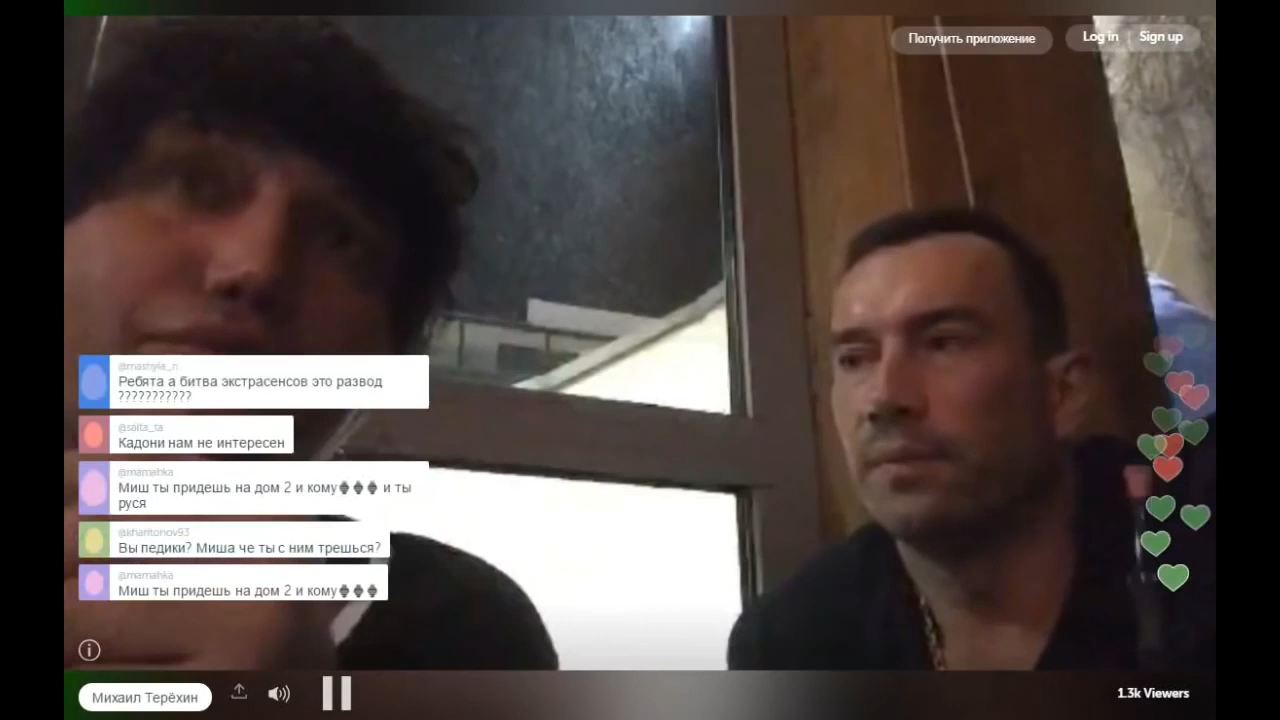 Получить приложение
Log in | Sign up
@mashjla_n
Ребята а битва экстрасенсов это развод
???????????
@salta_ta
Кадони нам не интересен
@mamahka
Миш ты придешь на дом 2 и кому и ты
руся
@kharitonov93
Вы педики? Миша че ты с ним трешься?
@mamahka
Миш ты придешь на дом 2 и кому
Михаил Терёхин
1.3k Viewers